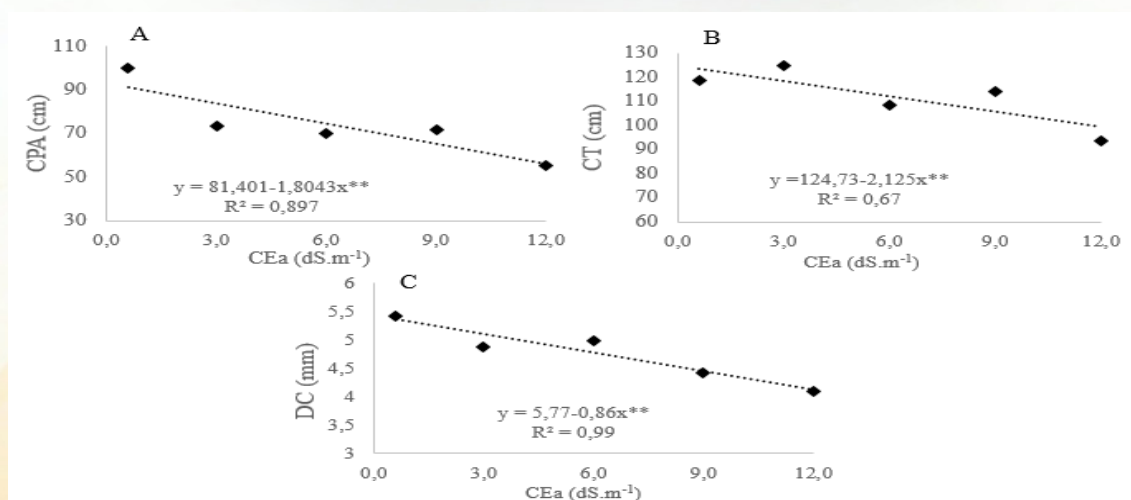 A
CPA (cm)
110
90
70
50
30
y = 81,401-1,8043x**
R² = 0,897
0,0 3,0 6,0 9,0 12,0
CEa (dS.m⁻¹)
B
CT (cm)
130
120
110
100
90
80
70
60
y =124,73-2,125x**
R² = 0,67
0,0 3,0 6,0 9,0 12,0
CEa (dS.m⁻¹)
C
DC (mm)
6
5,5
5
4,5
4
3,5
3
y = 5,77-0,86x**
R² = 0,99
0,0 3,0 6,0 9,0 12,0
CEa (dS.m⁻¹)